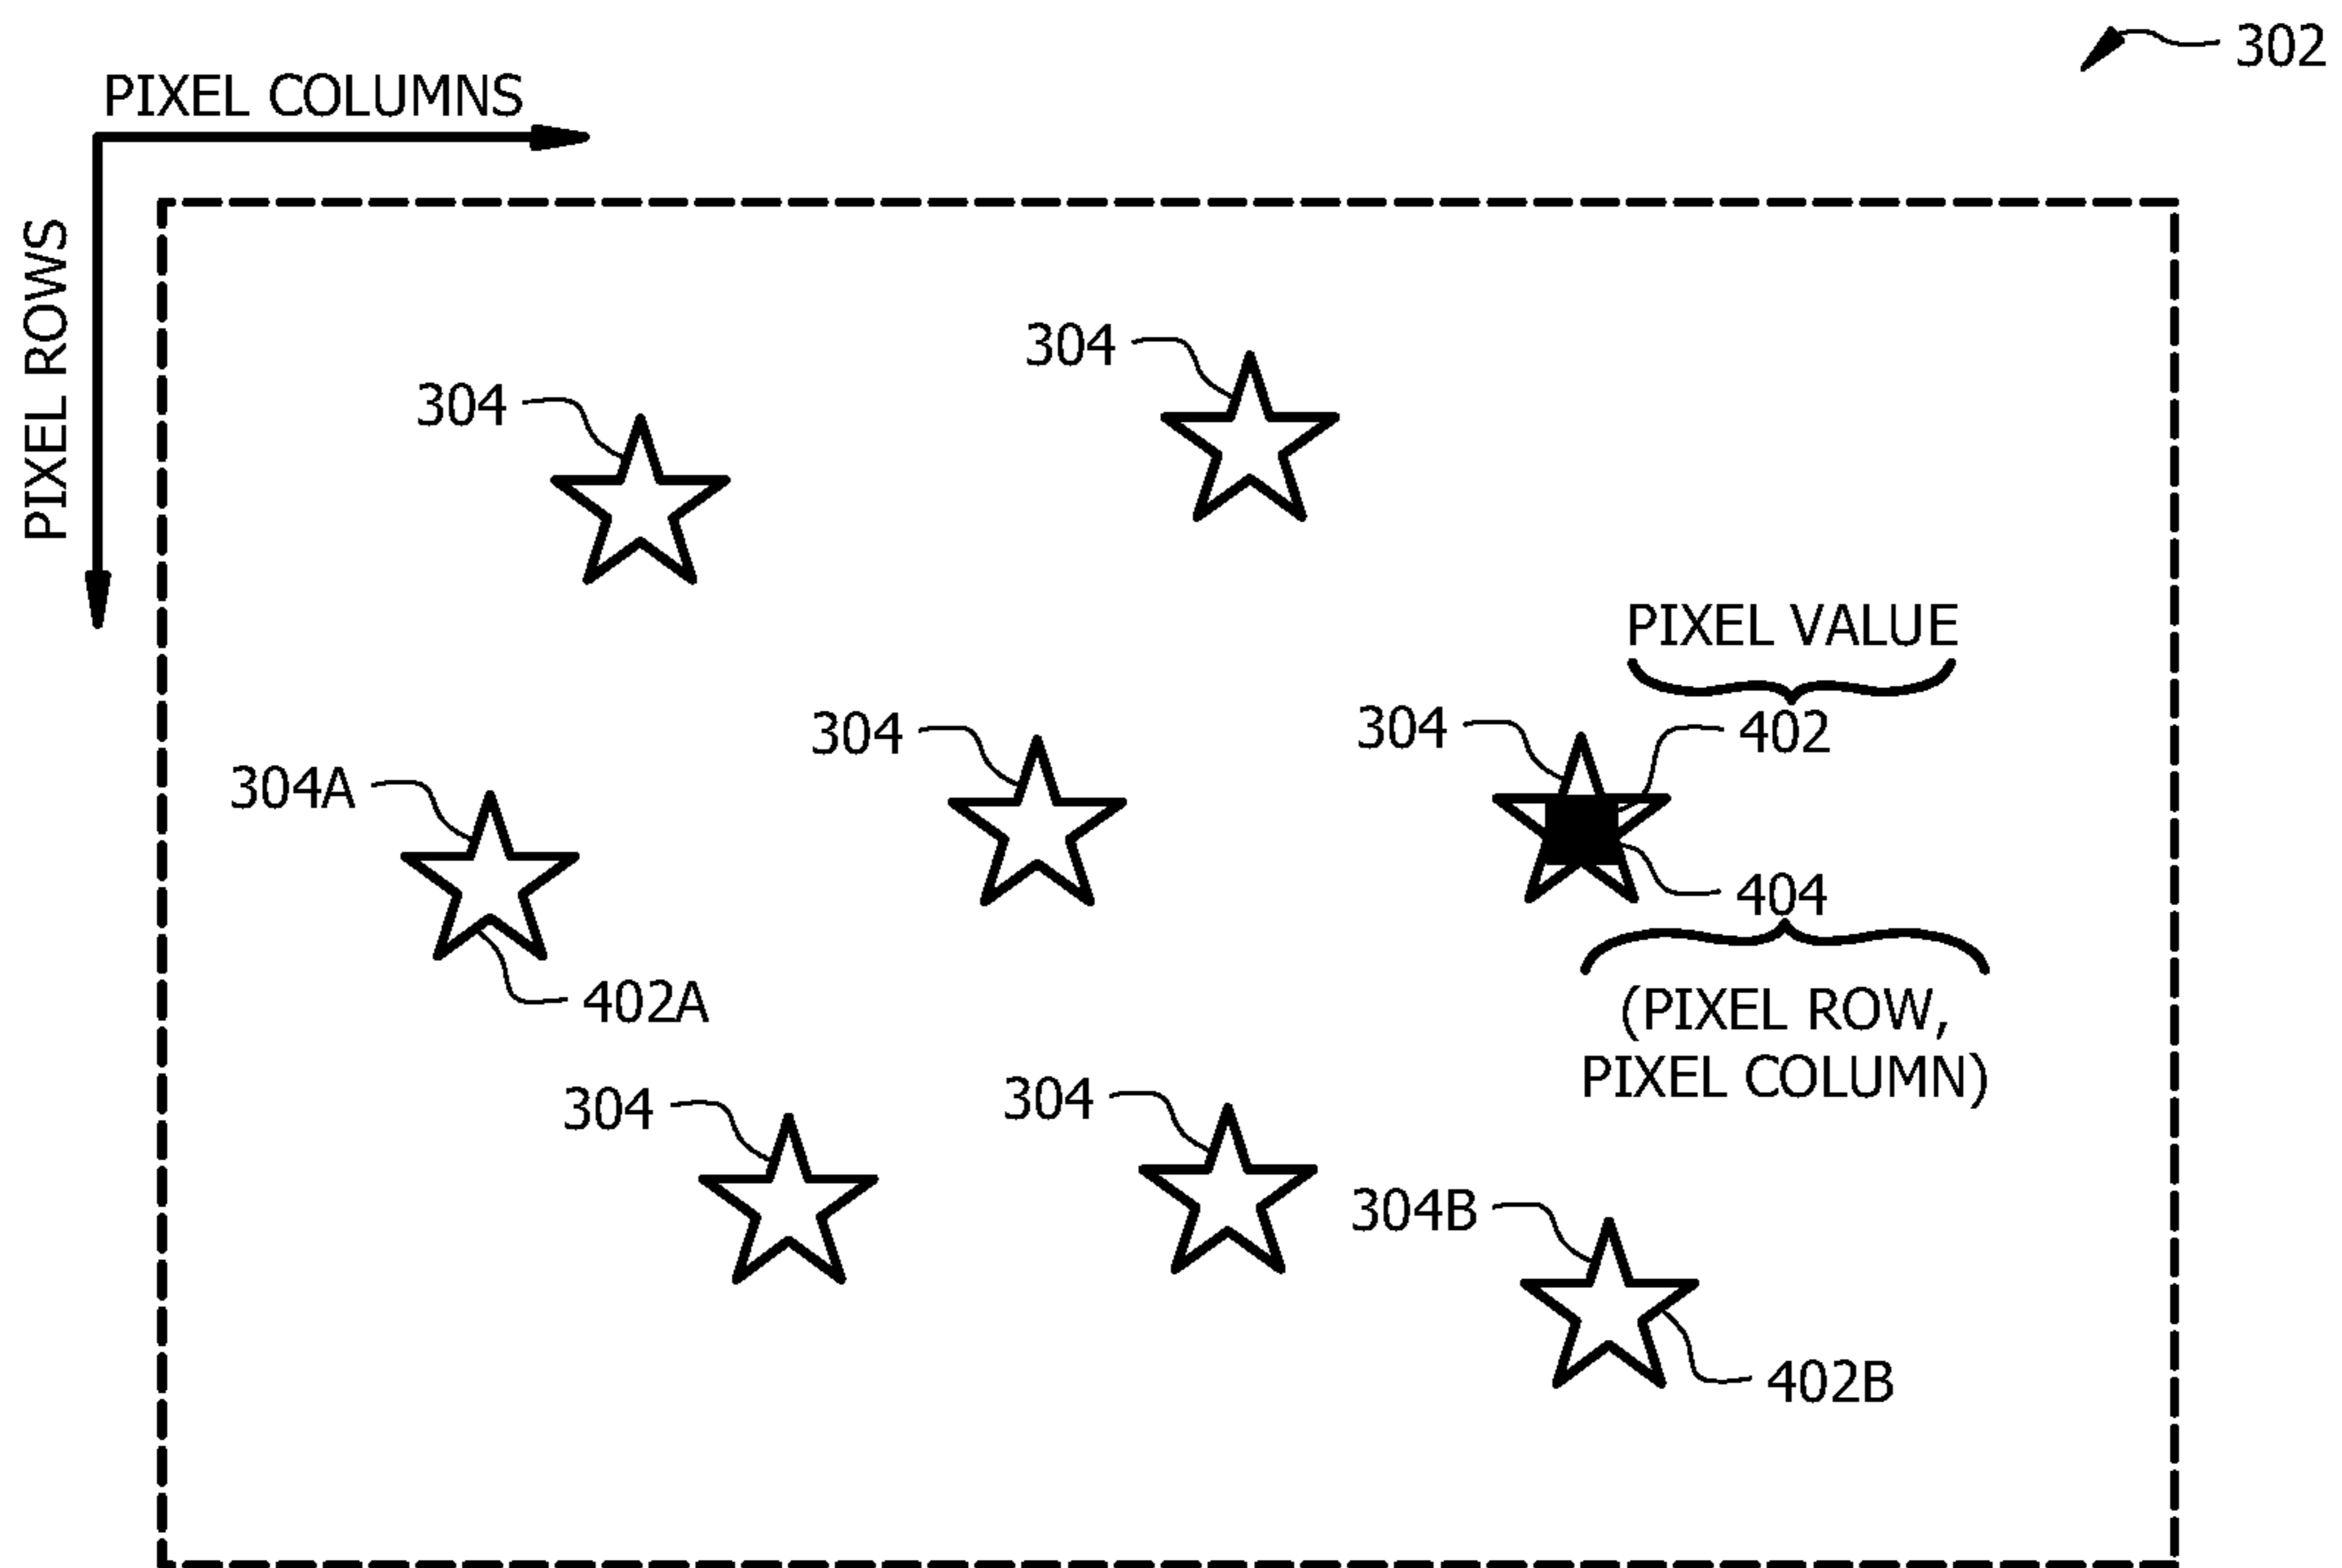 302
PIXEL COLUMNS
PIXEL ROWS
304
304
PIXEL VALUE
304
304
402
304A
404
402A
(PIXEL ROW,
PIXEL COLUMN)
304
304
304B
402B